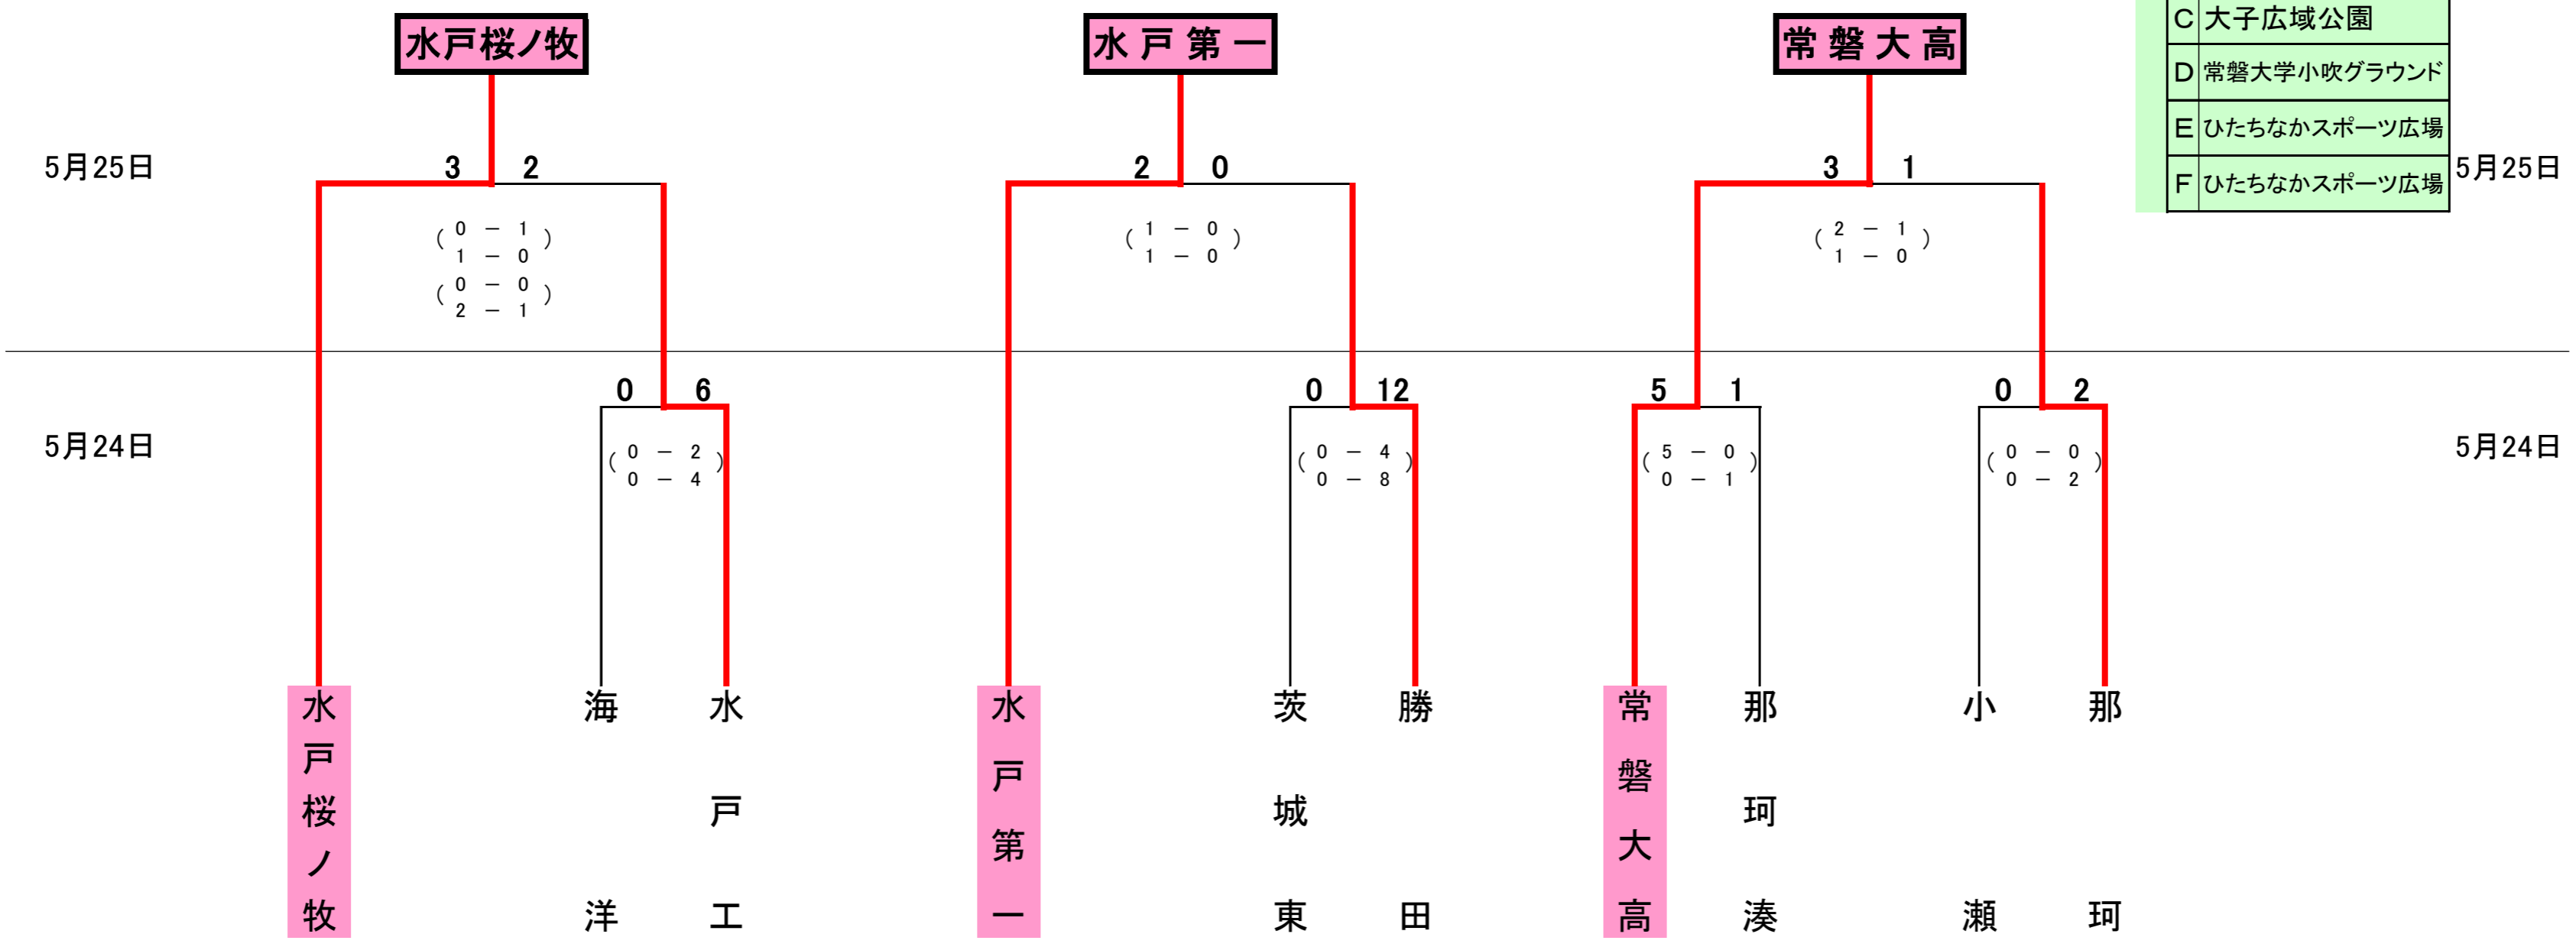 水戸桜ノ牧
水戸第一
常磐大高
C 大子広域公園
D 常磐大学小吹グラウンド
E ひたちなかスポーツ広場
F ひたちなかスポーツ広場
5月25日
3 2
2 0
3 1
5月25日
( 0 － 1 )
1 － 0
( 0 － 0 )
2 － 1
( 1 － 0 )
1 － 0
( 2 － 1 )
1 － 0
5月24日
0 6
0 12
5 1
0 2
5月24日
( 0 － 2 )
0 － 4
( 0 － 4 )
0 － 8
( 5 － 0 )
0 － 1
( 0 － 0 )
0 － 2
水戸桜ノ牧
海洋
水戸工
水戸第一
茨城東
勝田
常磐大高
那珂湊
小瀬
那珂